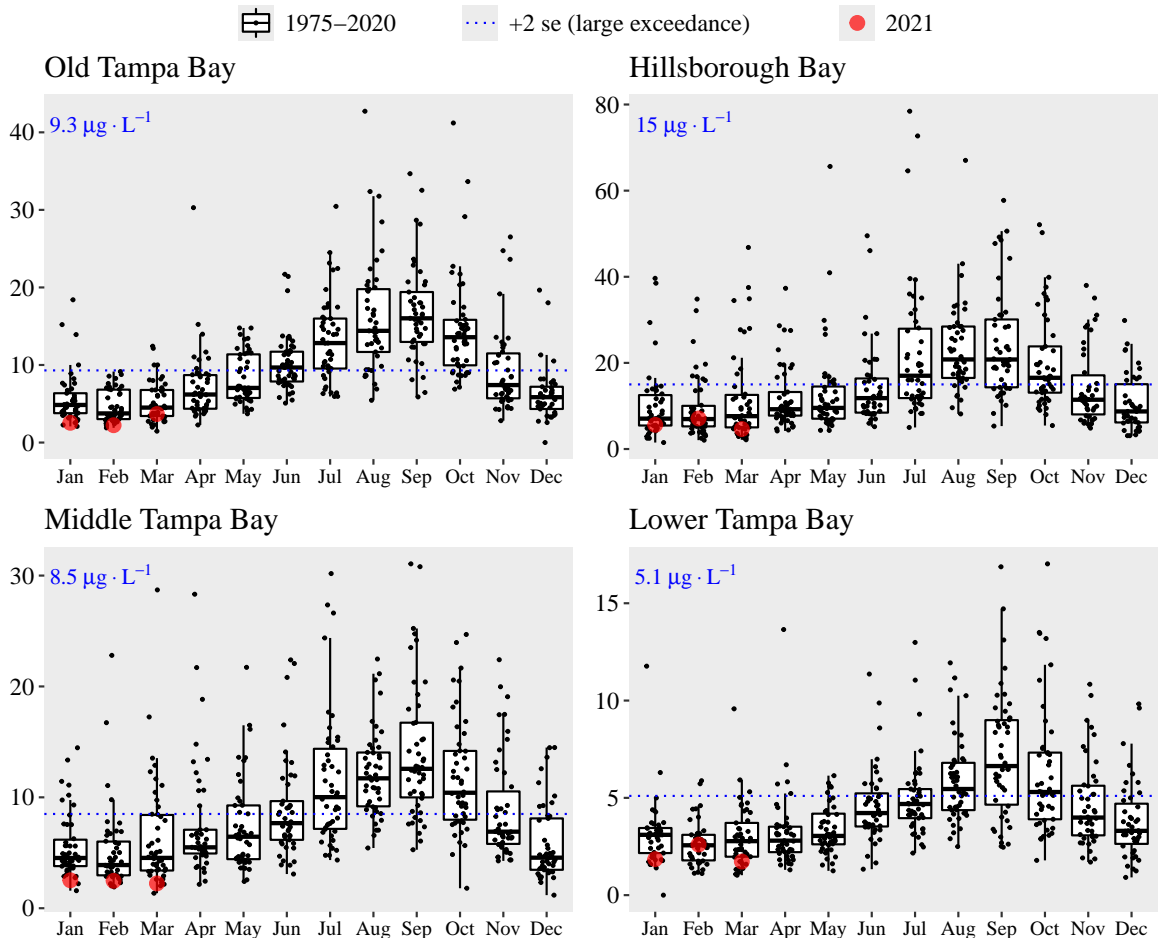 1975–2020 +2 se (large exceedance) 2021
Old Tampa Bay
9.3 µg · L⁻¹
40
30
20
10
0
Jan Feb Mar Apr May Jun Jul Aug Sep Oct Nov Dec
Hillsborough Bay
15 µg · L⁻¹
80
60
40
20
0
Jan Feb Mar Apr May Jun Jul Aug Sep Oct Nov Dec
Middle Tampa Bay
8.5 µg · L⁻¹
30
20
10
0
Jan Feb Mar Apr May Jun Jul Aug Sep Oct Nov Dec
Lower Tampa Bay
5.1 µg · L⁻¹
15
10
5
0
Jan Feb Mar Apr May Jun Jul Aug Sep Oct Nov Dec